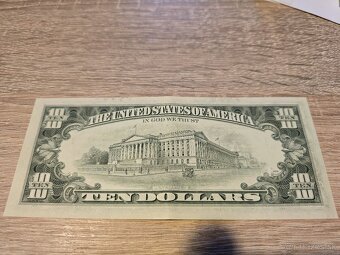 10 THE UNITED STATES OF AMERICA 10
IN GOD WE TRUST
TEN TEN
10 TEN DOLLARS 10